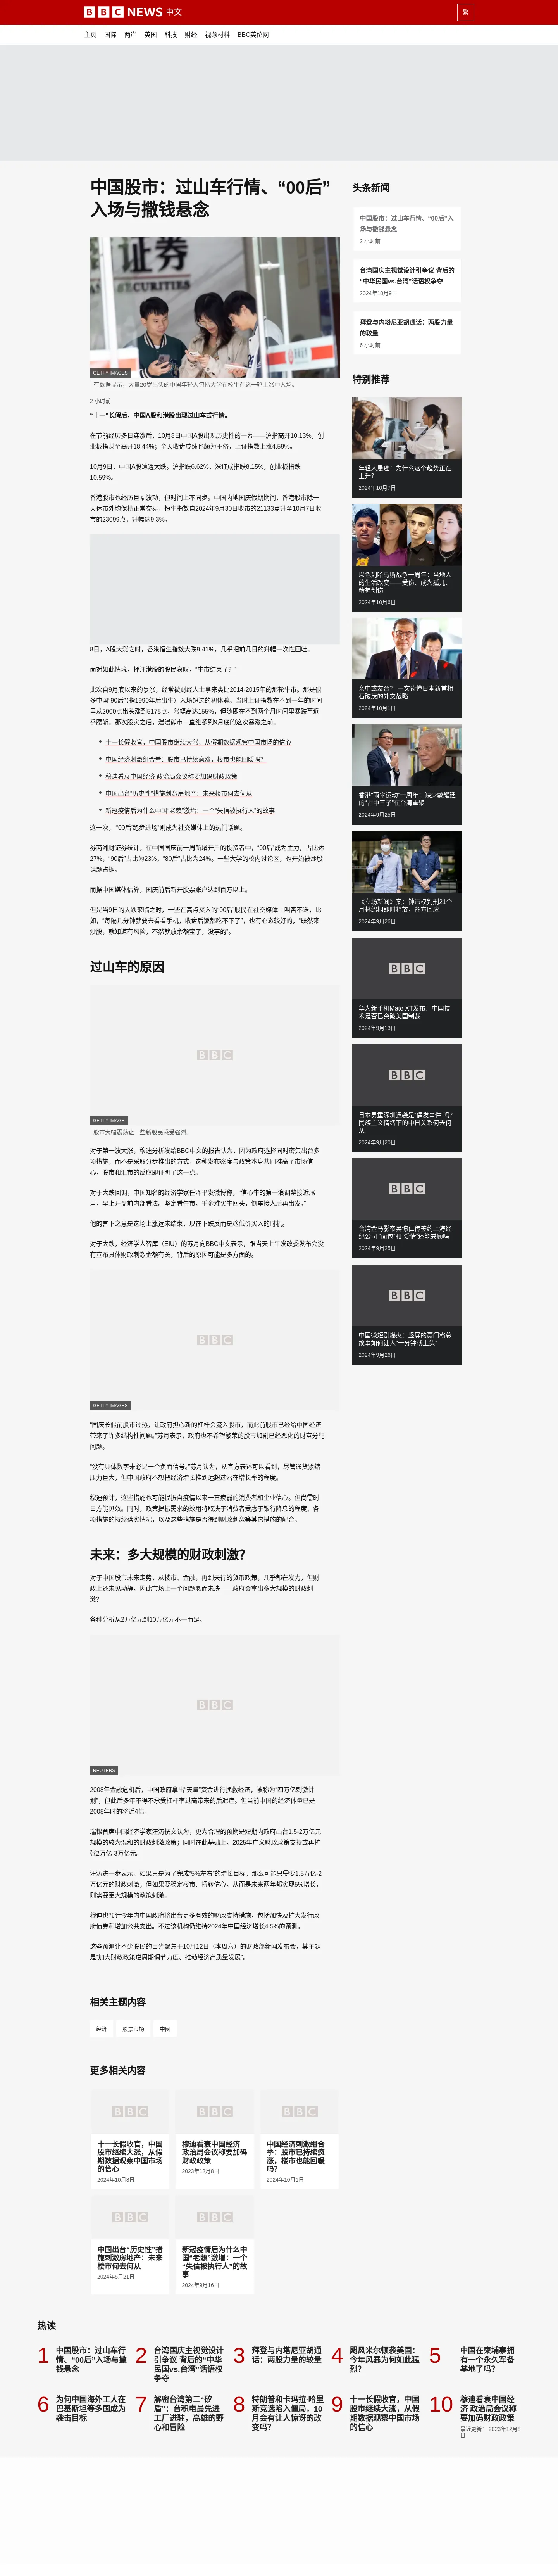 BBC NEWS 中文
繁
主页 国际 两岸 英国 科技 财经 视频材料 BBC英伦网
中国股市：过山车行情、“00后”
入场与撒钱悬念
GETTY IMAGES
有数据显示，大量20岁出头的中国年轻人包括大学在校生在这一轮上涨中入场。
2 小时前
“十一”长假后，中国A股和港股出现过山车式行情。
在节前经历多日连涨后，10月8日中国A股出现历史性的一幕——沪指高开10.13%，创
业板指甚至高开18.44%；全天收盘成绩也颇为不俗，上证指数上涨4.59%。
10月9日，中国A股遭遇大跌。沪指跌6.62%，深证成指跌8.15%，创业板指跌
10.59%。
香港股市也经历巨幅波动，但时间上不同步。中国内地国庆假期期间，香港股市除一
天休市外均保持正常交易，恒生指数自2024年9月30日收市的21133点升至10月7日收
市的23099点，升幅达9.3%。
8日，A股大涨之时，香港恒生指数大跌9.41%，几乎把前几日的升幅一次性回吐。
面对如此情境，押注港股的股民哀叹，“牛市结束了？”
此次自9月底以来的暴涨，经常被财经人士拿来类比2014-2015年的那轮牛市。那是很
多中国“90后”（指1990年后出生）入场超过的初体验。当时上证指数在不到一年的时间
里从2000点出头涨到5178点，涨幅高达155%，但随即在不到两个月时间里暴跌至近
乎腰斩。那次股灾之后，漫漫熊市一直维系到9月底的这次暴涨之前。
十一长假收官，中国股市继续大涨，从假期数据观察中国市场的信心
中国经济刺激组合拳：股市已持续疯涨，楼市也能回暖吗？
穆迪看衰中国经济 政治局会议称要加码财政政策
中国出台“历史性”措施刺激房地产：未来楼市何去何从
新冠疫情后为什么中国“老赖”激增：一个“失信被执行人”的故事
这一次，“‘00后’跑步进场”则成为社交媒体上的热门话题。
券商湘财证券统计，在中国国庆前一周新增开户的投资者中，“00后”成为主力，占比达
27%，“90后”占比为23%，“80后”占比为24%。一些大学的校内讨论区，也开始被炒股
话题占据。
而据中国媒体估算，国庆前后新开股票账户达到百万以上。
但是当9日的大跌来临之时，一些在高点买入的“00后”股民在社交媒体上叫苦不迭，比
如，“每隔几分钟就要去看看手机，收盘后饭都吃不下了”，也有心态较好的，“既然来
炒股，就知道有风险，不然就放余额宝了，没事的”。
过山车的原因
BBC
GETTY IMAGE
股市大幅震荡让一些新股民感受强烈。
对于第一波大涨，穆迪分析发给BBC中文的报告认为，因为政府选择同时密集出台多
项措施，而不是采取分步推出的方式，这种发布密度与政策本身共同推高了市场信
心，股市和汇市的反应即证明了这一点。
对于大跌回调，中国知名的经济学家任泽平发微博称，“信心牛的第一浪调整接近尾
声，早上开盘前内部看法。坚定看牛市，千金难买牛回头，倒车接人后再出发。”
他的言下之意是这场上涨远未结束，现在下跌反而是趁低价买入的时机。
对于大跌，经济学人智库（EIU）的苏月向BBC中文表示，跟当天上午发改委发布会没
有宣布具体财政刺激金额有关，背后的原因可能是多方面的。
BBC
GETTY IMAGES
“国庆长假前股市过热，让政府担心新的杠杆会流入股市，而此前股市已经给中国经济
带来了许多结构性问题。”苏月表示，政府也不希望繁荣的股市加剧已经恶化的财富分配
问题。
“没有具体数字未必是一个负面信号。”苏月认为，从官方表述可以看到，尽管通货紧缩
压力巨大，但中国政府不想把经济增长推到远超过潜在增长率的程度。
穆迪预计，这些措施也可能提振自疫情以来一直疲弱的消费者和企业信心。但尚需时
日方能见效。同时，政策提振需求的效用将取决于消费者受惠于银行降息的程度、各
项措施的持续落实情况，以及这些措施是否得到财政刺激等其它措施的配合。
未来：多大规模的财政刺激？
对于中国股市未来走势，从楼市、金融，再到央行的货币政策，几乎都在发力，但财
政上还未见动静，因此市场上一个问题悬而未决——政府会拿出多大规模的财政刺
激？
各种分析从2万亿元到10万亿元不一而足。
BBC
REUTERS
2008年金融危机后，中国政府拿出“天量”资金进行挽救经济，被称为“四万亿刺激计
划”，但此后多年不得不承受杠杆率过高带来的后遗症。但当前中国的经济体量已是
2008年时的将近4倍。
瑞银首席中国经济学家汪涛撰文认为，更为合理的预期是短期内政府出台1.5-2万亿元
规模的较为温和的财政刺激政策；同时在此基础上，2025年广义财政政策支持或再扩
张2万亿-3万亿元。
汪涛进一步表示，如果只是为了完成“5%左右”的增长目标，那么可能只需要1.5万亿-2
万亿元的财政刺激；但如果要稳定楼市、扭转信心，从而是未来两年都实现5%增长，
则需要更大规模的政策刺激。
穆迪也预计今年内中国政府将出台更多有效的财政支持措施，包括加快及扩大发行政
府债券和增加公共支出。不过该机构仍维持2024年中国经济增长4.5%的预测。
这些预测让不少股民的目光聚焦于10月12日（本周六）的财政部新闻发布会，其主题
是“加大财政政策逆周期调节力度、推动经济高质量发展”。
相关主题内容
经济 股票市场 中國
更多相关内容
BBC BBC BBC
十一长假收官，中国
股市继续大涨，从假
期数据观察中国市场
的信心
2024年10月8日
穆迪看衰中国经济
政治局会议称要加码
财政政策
2023年12月8日
中国经济刺激组合
拳：股市已持续疯
涨，楼市也能回暖
吗？
2024年10月1日
BBC BBC
中国出台“历史性”措
施刺激房地产：未来
楼市何去何从
2024年5月21日
新冠疫情后为什么中
国“老赖”激增：一个
“失信被执行人”的故
事
2024年9月16日
头条新闻
中国股市：过山车行情、“00后”入
场与撒钱悬念
2 小时前
台湾国庆主视觉设计引争议 背后的
“中华民国vs.台湾”话语权争夺
2024年10月9日
拜登与内塔尼亚胡通话：两股力量
的较量
6 小时前
特别推荐
年轻人患癌：为什么这个趋势正在
上升？
2024年10月7日
以色列哈马斯战争一周年：当地人
的生活改变——受伤、成为孤儿、
精神创伤
2024年10月6日
亲中或友台？ 一文读懂日本新首相
石破茂的外交战略
2024年10月1日
香港“雨伞运动”十周年：缺少戴耀廷
的“占中三子”在台湾重聚
2024年9月25日
《立场新闻》案：钟沛权判刑21个
月林绍桐即时释放，各方回应
2024年9月26日
BBC
华为新手机Mate XT发布：中国技
术是否已突破美国制裁
2024年9月13日
BBC
日本男童深圳遇袭是“偶发事件”吗？
民族主义情绪下的中日关系何去何
从
2024年9月20日
BBC
台湾金马影帝吴慷仁传签约上海经
纪公司 “面包”和“爱情”还能兼顾吗
2024年9月25日
BBC
中国微短剧爆火：竖屏的豪门霸总
故事如何让人“一分钟就上头”
2024年9月26日
热读
1 中国股市：过山车行
情、“00后”入场与撒
钱悬念
2 台湾国庆主视觉设计
引争议 背后的“中华
民国vs.台湾”话语权
争夺
3 拜登与内塔尼亚胡通
话：两股力量的较量
4 飓风米尔顿袭美国：
今年风暴为何如此猛
烈？
5 中国在柬埔寨拥
有一个永久军备
基地了吗？
6 为何中国海外工人在
巴基斯坦等多国成为
袭击目标
7 解密台湾第二“矽
盾”：台积电最先进
工厂进驻，高雄的野
心和冒险
8 特朗普和卡玛拉·哈里
斯竞选陷入僵局，10
月会有让人惊讶的改
变吗？
9 十一长假收官，中国
股市继续大涨，从假
期数据观察中国市场
的信心
10 穆迪看衰中国经
济 政治局会议称
要加码财政政策
最近更新： 2023年12月8
日